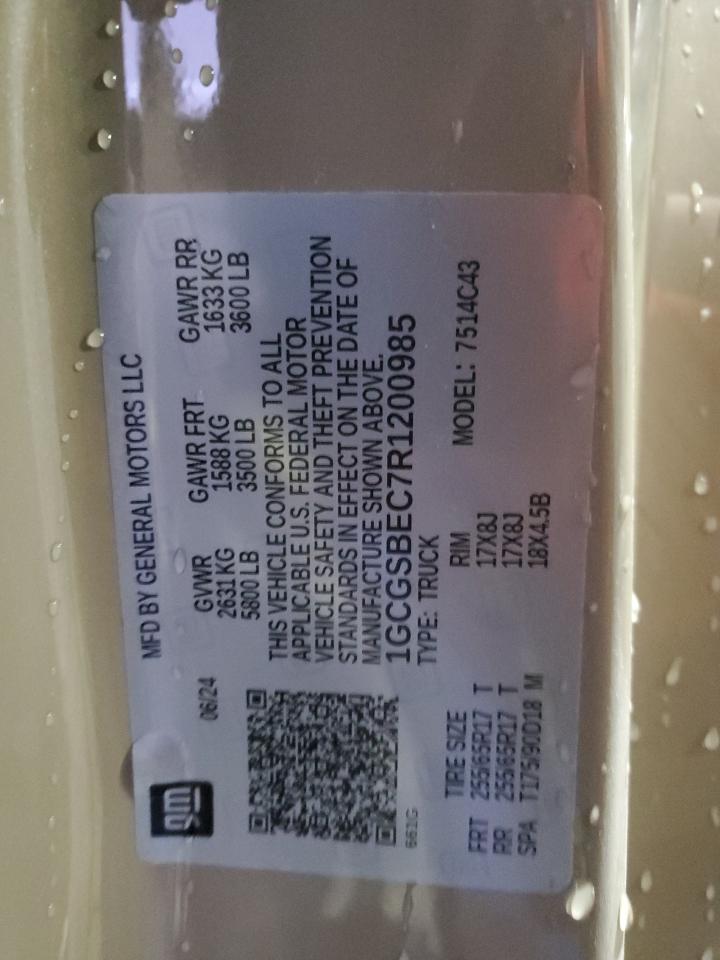 gm
MFD BY GENERAL MOTORS LLC
06/24
GVWR GAWR FRT GAWR RR
2631 KG 1588 KG 1633 KG
5800 LB 3500 LB 3600 LB
THIS VEHICLE CONFORMS TO ALL
APPLICABLE U.S. FEDERAL MOTOR
VEHICLE SAFETY AND THEFT PREVENTION
STANDARDS IN EFFECT ON THE DATE OF
MANUFACTURE SHOWN ABOVE.
1GCGSBEC7R1200985
661G
TYPE: TRUCK MODEL: 7514C43
TIRE SIZE RIM
FRT 255/65R17 T 17X8J
RR 255/65R17 T 17X8J
SPA T175/90D18 M 18X4.5B